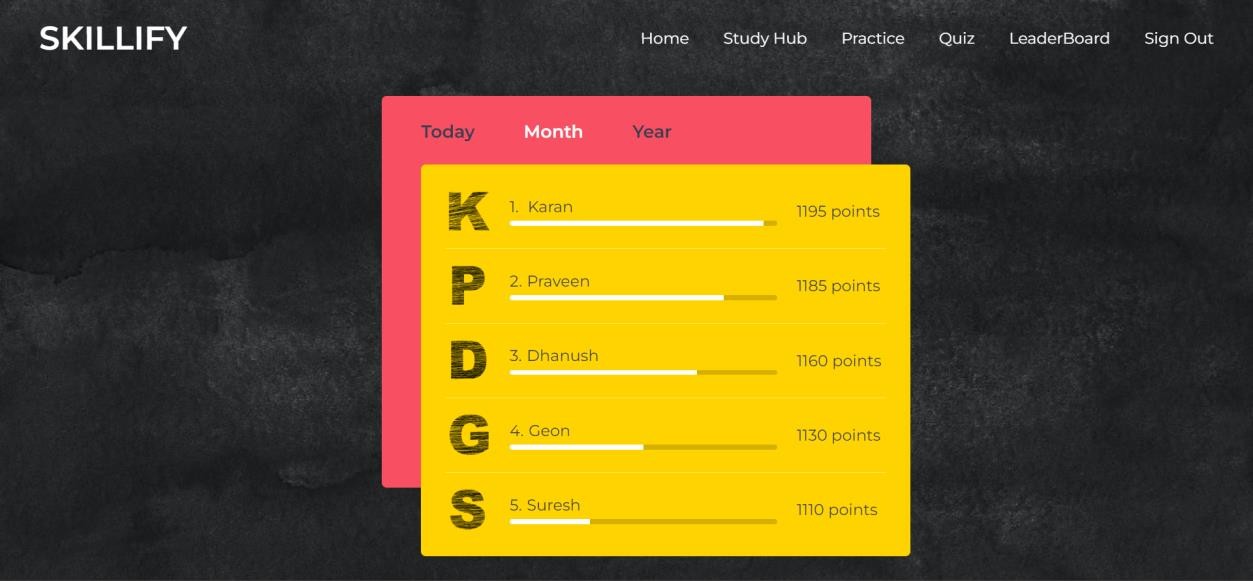 SKILLIFY Home Study Hub Practice Quiz LeaderBoard Sign Out
Today Month Year
K 1. Karan 1195 points
P 2. Praveen 1185 points
D 3. Dhanush 1160 points
G 4. Geon 1130 points
S 5. Suresh 1110 points